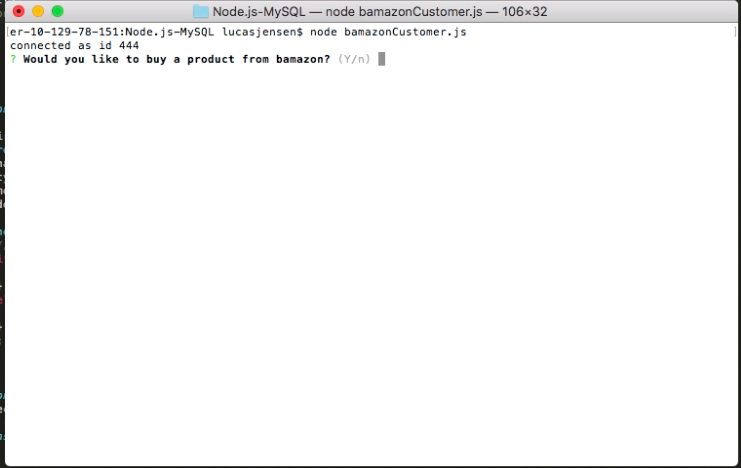 Node.js-MySQL — node bamazonCustomer.js — 106×32
[er-10-129-78-151:Node.js-MySQL lucasjensen$ node bamazonCustomer.js ]
connected as id 444
? Would you like to buy a product from bamazon? (Y/n)